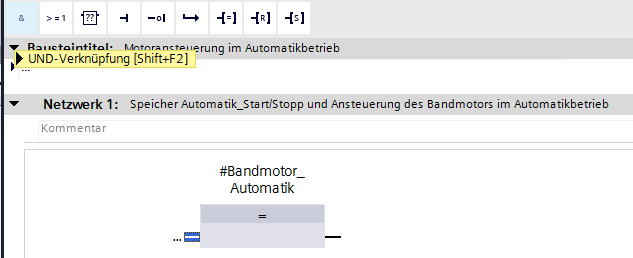 & >=1 ?? -| -o| [=] [R] [S]
Bausteintitel: Motoransteuerung im Automatikbetrieb
UND-Verknüpfung [Shift+F2]
...
Netzwerk 1: Speicher Automatik_Start/Stopp und Ansteuerung des Bandmotors im Automatikbetrieb
Kommentar
#Bandmotor_
Automatik
=
...